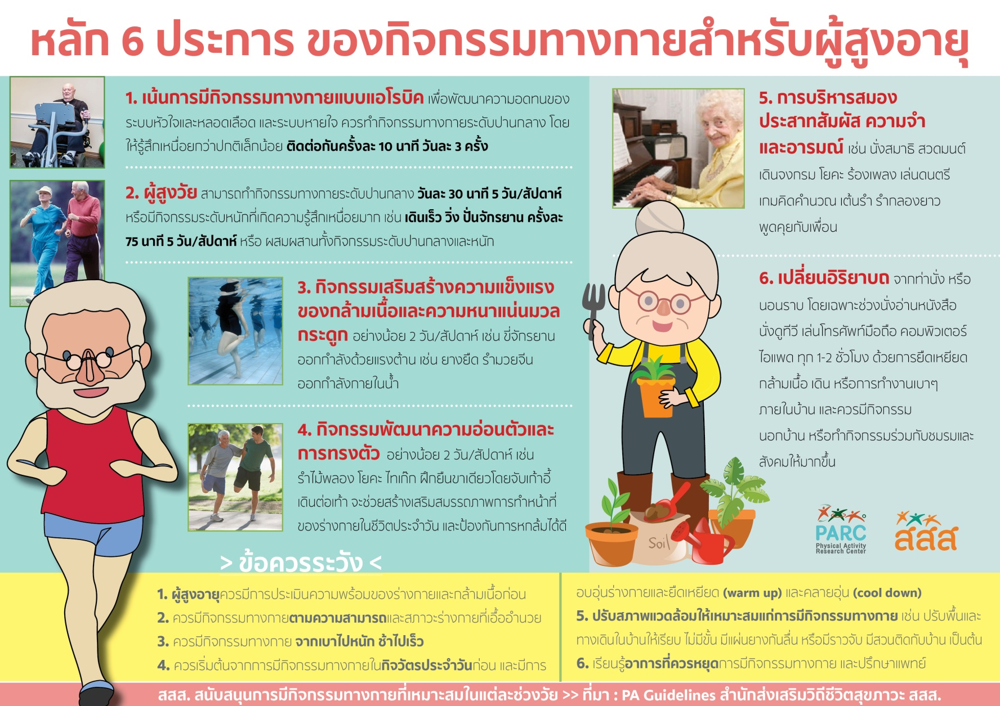 หลัก 6 ประการ ของกิจกรรมทางกายสำหรับผู้สูงอายุ
1. เน้นการมีกิจกรรมทางกายแบบแอโรบิค เพื่อพัฒนาความอดทนของ
ระบบหัวใจและหลอดเลือด และระบบหายใจ ควรทำกิจกรรมทางกายระดับปานกลาง โดย
ให้รู้สึกเหนื่อยกว่าปกติเล็กน้อย ติดต่อกันครั้งละ 10 นาที วันละ 3 ครั้ง
2. ผู้สูงวัย สามารถทำกิจกรรมทางกายระดับปานกลาง วันละ 30 นาที 5 วัน/สัปดาห์
หรือมีกิจกรรมระดับหนักที่เกิดความรู้สึกเหนื่อยมาก เช่น เดินเร็ว วิ่ง ปั่นจักรยาน ครั้งละ
75 นาที 5 วัน/สัปดาห์ หรือ ผสมผสานทั้งกิจกรรมระดับปานกลางและหนัก
3. กิจกรรมเสริมสร้างความแข็งแรง
ของกล้ามเนื้อและความหนาแน่นมวล
กระดูก อย่างน้อย 2 วัน/สัปดาห์ เช่น ขี่จักรยาน
ออกกำลังด้วยแรงต้าน เช่น ยางยืด รำมวยจีน
ออกกำลังกายในน้ำ
4. กิจกรรมพัฒนาความอ่อนตัวและ
การทรงตัว อย่างน้อย 2 วัน/สัปดาห์ เช่น
รำไม้พลอง โยคะ ไทเก๊ก ฝึกยืนขาเดียวโดยจับเก้าอี้
เดินต่อเท้า จะช่วยสร้างเสริมสมรรถภาพการทำหน้าที่
ของร่างกายในชีวิตประจำวัน และป้องกันการหกล้มได้ดี
5. การบริหารสมอง
ประสาทสัมผัส ความจำ
และอารมณ์ เช่น นั่งสมาธิ สวดมนต์
เดินจงกรม โยคะ ร้องเพลง เล่นดนตรี
เกมคิดคำนวณ เต้นรำ รำกลองยาว
พูดคุยกับเพื่อน
6. เปลี่ยนอิริยาบถ จากท่านั่ง หรือ
นอนราบ โดยเฉพาะช่วงนั่งอ่านหนังสือ
นั่งดูทีวี เล่นโทรศัพท์มือถือ คอมพิวเตอร์
ไอแพด ทุก 1-2 ชั่วโมง ด้วยการยืดเหยียด
กล้ามเนื้อ เดิน หรือการทำงานเบาๆ
ภายในบ้าน และควรมีกิจกรรม
นอกบ้าน หรือทำกิจกรรมร่วมกับชมรมและ
สังคมให้มากขึ้น
Soil
PARC
Physical Activity
Research Center
สสส
> ข้อควรระวัง <
1. ผู้สูงอายุควรมีการประเมินความพร้อมของร่างกายและกล้ามเนื้อก่อน
2. ควรมีกิจกรรมทางกายตามความสามารถและสภาวะร่างกายที่เอื้ออำนวย
3. ควรมีกิจกรรมทางกาย จากเบาไปหนัก ช้าไปเร็ว
4. ควรเริ่มต้นจากการมีกิจกรรมทางกายในกิจวัตรประจำวันก่อน และมีการ
อบอุ่นร่างกายและยืดเหยียด (warm up) และคลายอุ่น (cool down)
5. ปรับสภาพแวดล้อมให้เหมาะสมแก่การมีกิจกรรมทางกาย เช่น ปรับพื้นและ
ทางเดินในบ้านให้เรียบ ไม่มีขั้น มีแผ่นยางกันลื่น หรือมีราวจับ มีสวนติดกับบ้าน เป็นต้น
6. เรียนรู้อาการที่ควรหยุดการมีกิจกรรมทางกาย และปรึกษาแพทย์
สสส. สนับสนุนการมีกิจกรรมทางกายที่เหมาะสมในแต่ละช่วงวัย >> ที่มา : PA Guidelines สำนักส่งเสริมวิถีชีวิตสุขภาวะ สสส.